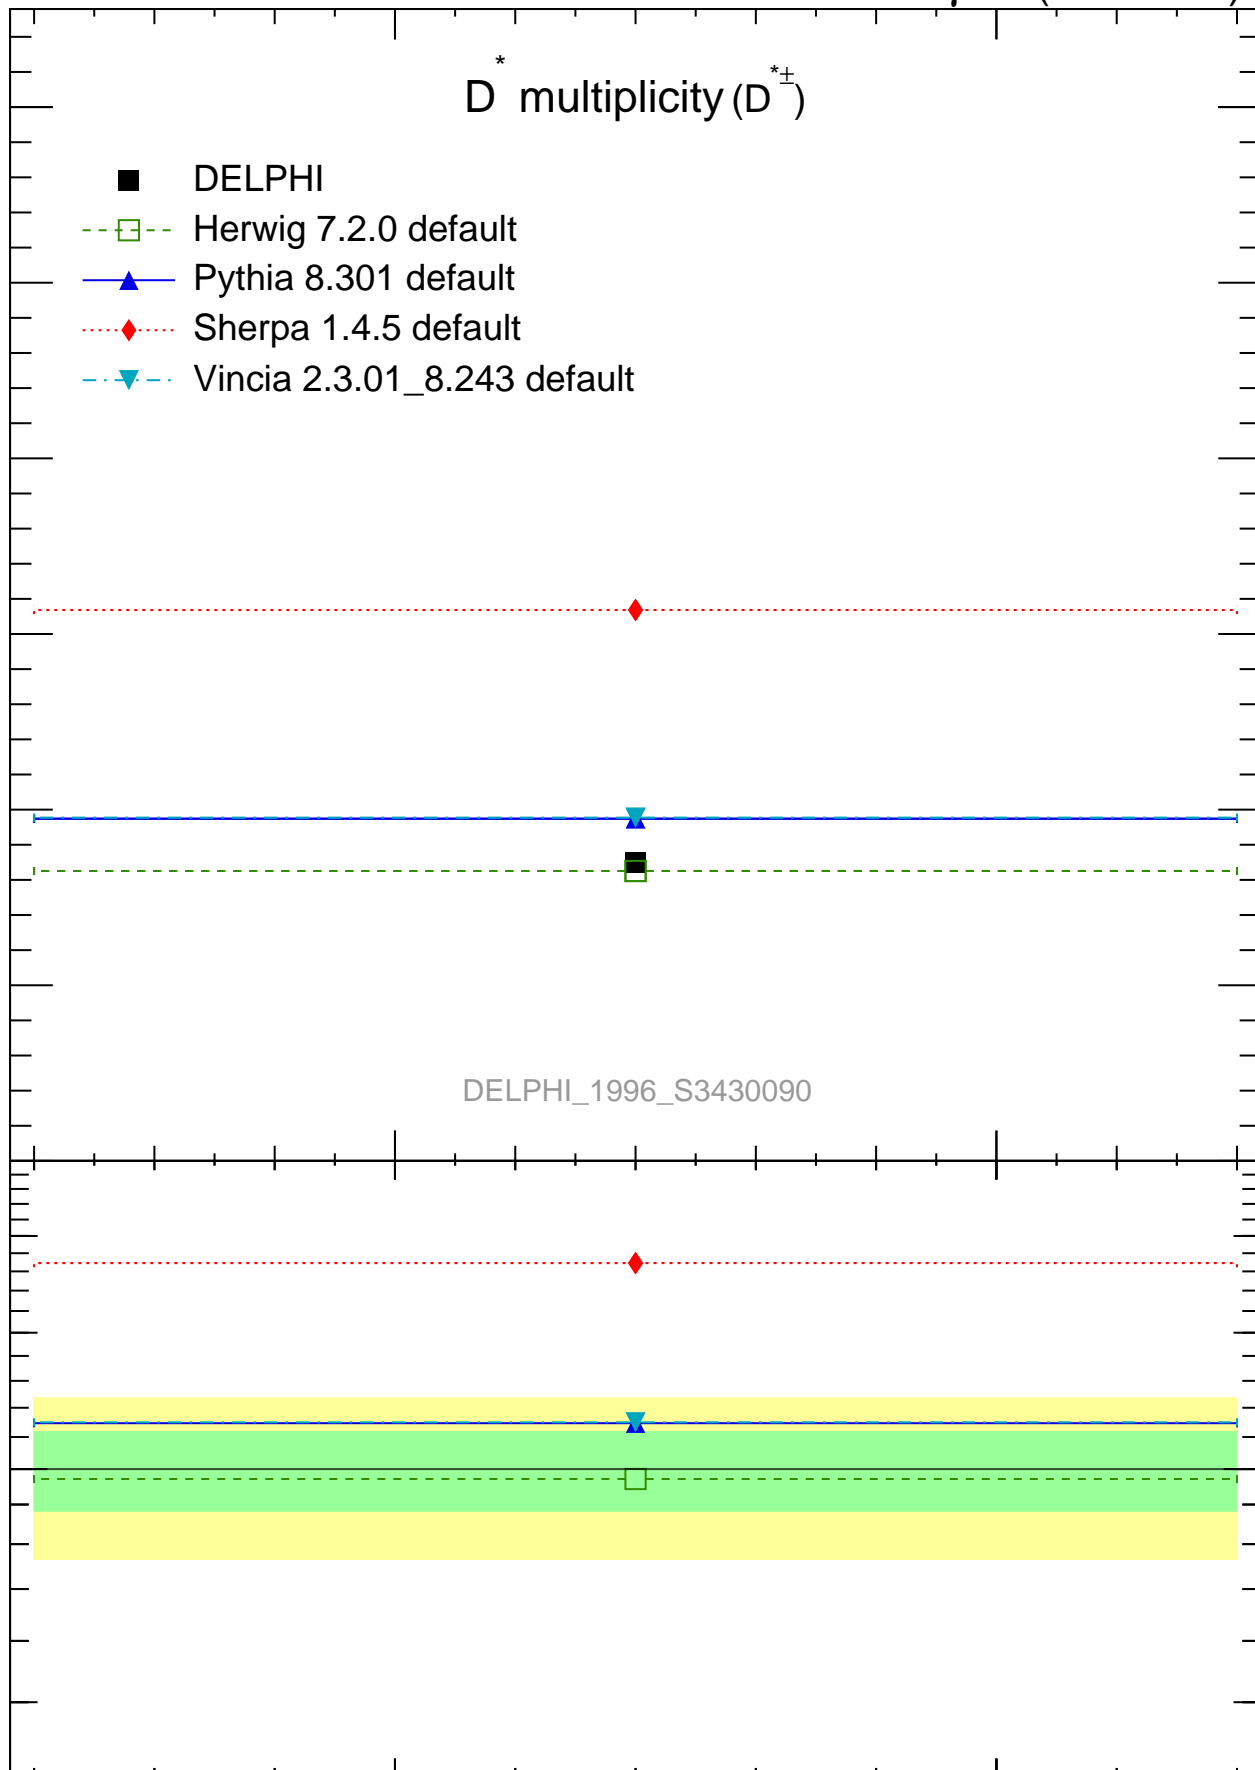 D* multiplicity (D*±)
DELPHI
Herwig 7.2.0 default
Pythia 8.301 default
Sherpa 1.4.5 default
Vincia 2.3.01_8.243 default
DELPHI_1996_S3430090